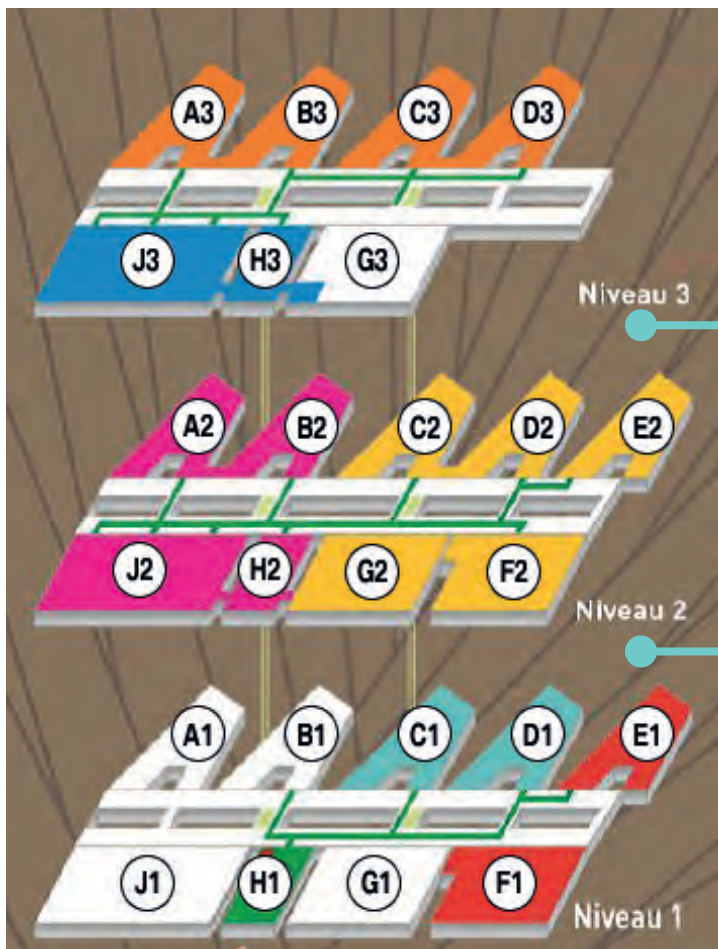 A3 B3 C3 D3
J3 H3 G3
Niveau 3
A2 B2 C2 D2 E2
J2 H2 G2 F2
Niveau 2
A1 B1 C1 D1 E1
J1 H1 G1 F1
Niveau 1